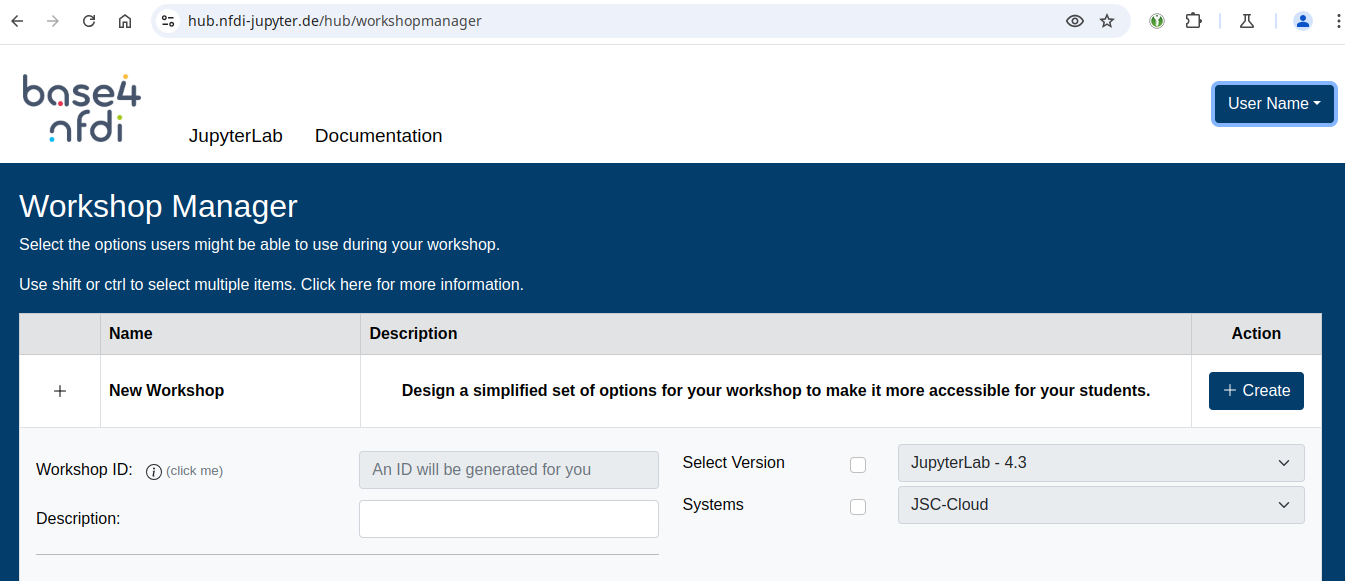 hub.nfdi-jupyter.de/hub/workshopmanager
base4
nfdi
JupyterLab Documentation
User Name
Workshop Manager
Select the options users might be able to use during your workshop.
Use shift or ctrl to select multiple items. Click here for more information.
Name Description Action
New Workshop Design a simplified set of options for your workshop to make it more accessible for your students. + Create
Workshop ID: (click me) An ID will be generated for you
Select Version JupyterLab - 4.3
Description:
Systems JSC-Cloud